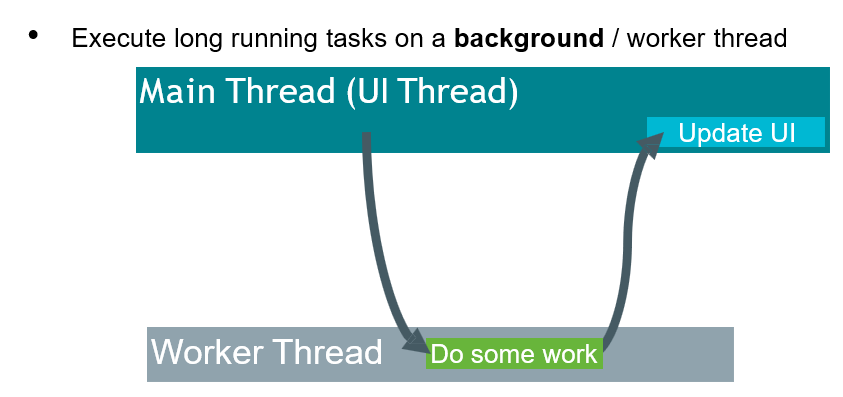 • Execute long running tasks on a background / worker thread
Main Thread (UI Thread)
Update UI
Worker Thread
Do some work